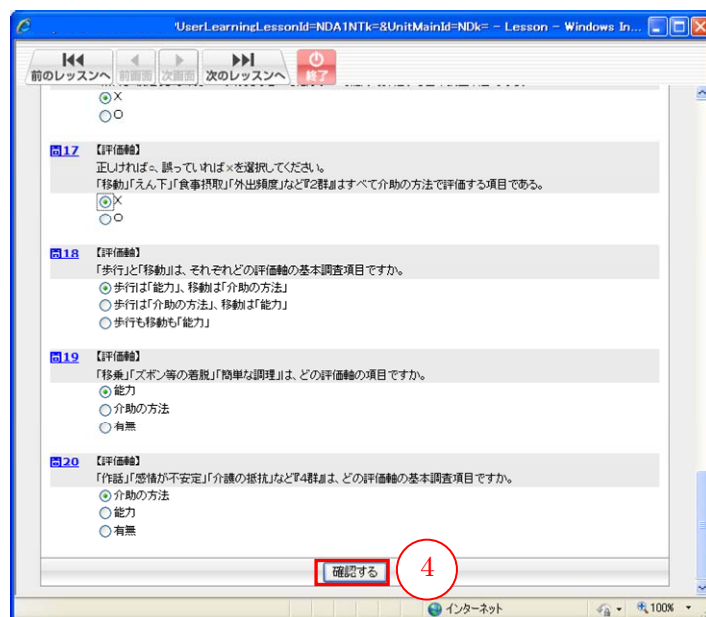 'UserLearningLessonId=NDA1NTk=&UnitMainId=NDk= - Lesson - Windows In...
前のレッスンへ 前画面 次画面 次のレッスンへ 終了
X
O
問17 【評価軸】
正しければ○、誤っていれば×を選択してください。
「移動」「えん下」「食事摂取」「外出頻度」など『2群』はすべて介助の方法で評価する項目である。
X
O
問18 【評価軸】
「歩行」と「移動」は、それぞれどの評価軸の基本調査項目ですか。
歩行は「能力」、移動は「介助の方法」
歩行は「介助の方法」、移動は「能力」
歩行も移動も「能力」
問19 【評価軸】
「移乗」「ズボン等の着脱」「簡単な調理」は、どの評価軸の項目ですか。
能力
介助の方法
有無
問20 【評価軸】
「作話」「感情が不安定」「介護の抵抗」など『4群』は、どの評価軸の基本調査項目ですか。
介助の方法
能力
有無
確認する 4
インターネット 100%